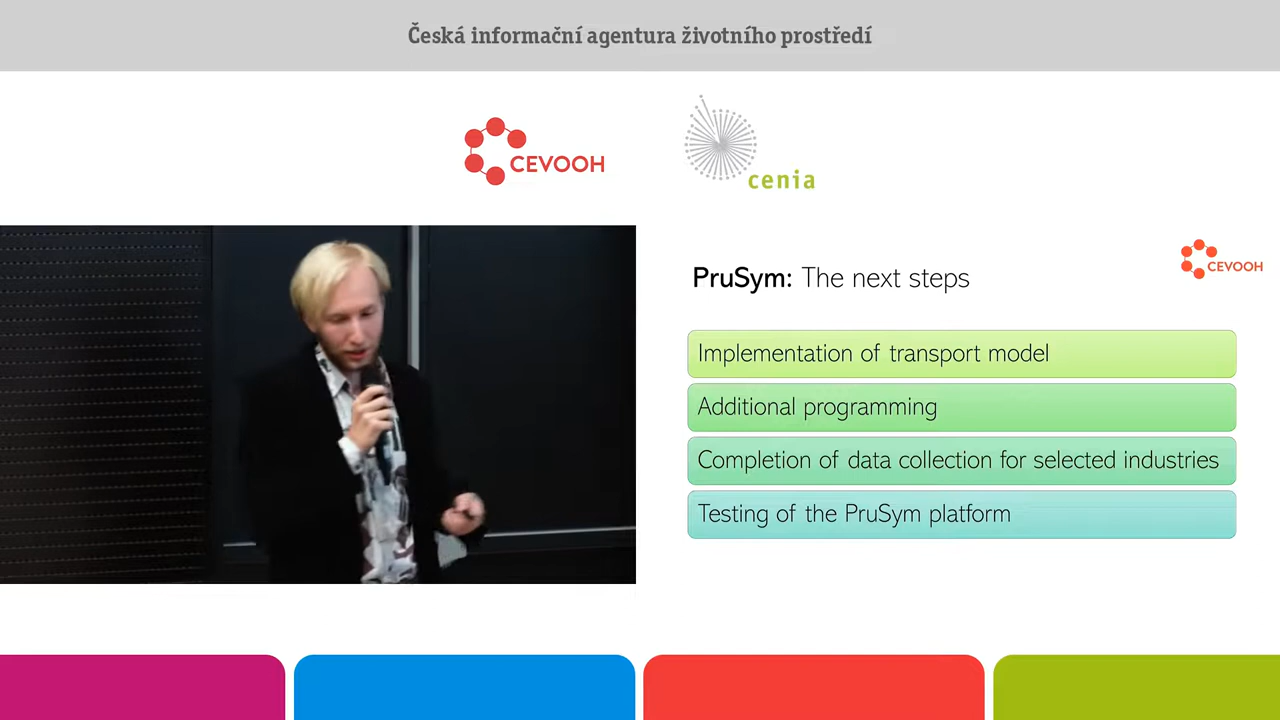 Česká informační agentura životního prostředí
CEVOOH
cenia
PruSym: The next steps
CEVOOH
Implementation of transport model
Additional programming
Completion of data collection for selected industries
Testing of the PruSym platform